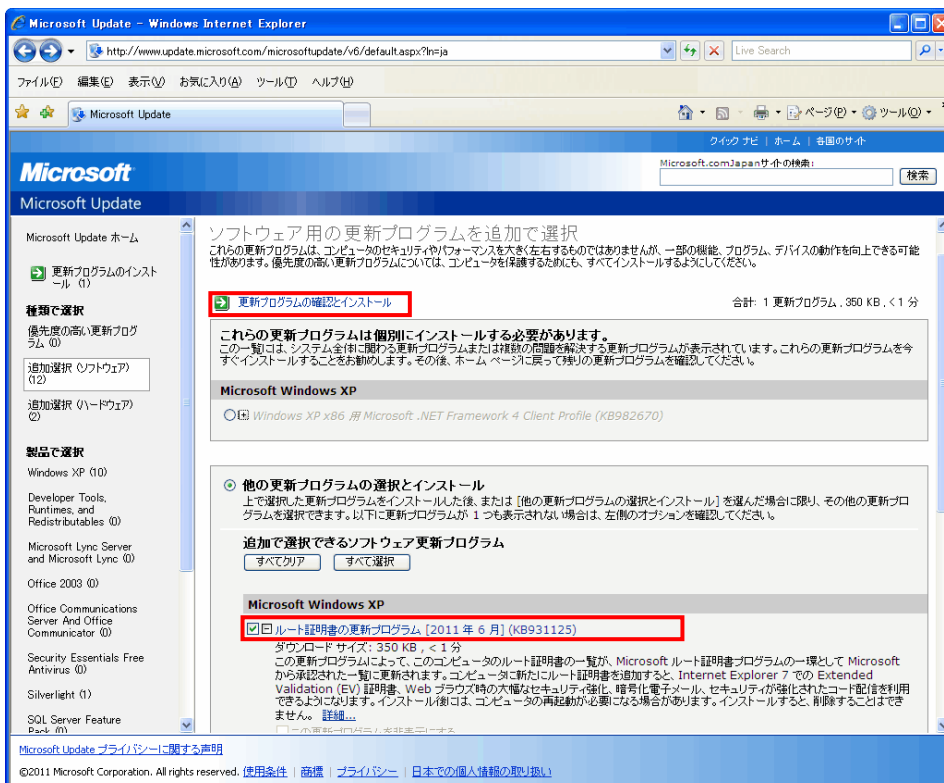 Microsoft Update - Windows Internet Explorer
http://www.update.microsoft.com/microsoftupdate/v6/default.aspx?ln=ja
Live Search
ファイル(F) 編集(E) 表示(V) お気に入り(A) ツール(T) ヘルプ(H)
Microsoft Update
ページ(P) ツール(O)
クイック ナビ | ホーム | 各国のサイト
Microsoft
Microsoft.comJapanサイトの検索:
検索
Microsoft Update
Microsoft Update ホーム
更新プログラムのインスト
ール (1)
種類で選択
優先度の高い更新プログ
ラム (0)
追加選択 (ソフトウェア)
(12)
追加選択 (ハードウェア)
(2)
製品で選択
Windows XP (10)
Developer Tools,
Runtimes, and
Redistributables (0)
Microsoft Lync Server
and Microsoft Lync (0)
Office 2003 (0)
Office Communications
Server And Office
Communicator (0)
Security Essentials Free
Antivirus (0)
Silverlight (1)
SQL Server Feature
Pack (0)
ソフトウェア用の更新プログラムを追加で選択
これらの更新プログラムは、コンピュータのセキュリティやパフォーマンスを大きく左右するものではありませんが、一部の機能、プログラム、デバイスの動作を向上できる可能
性があります。優先度の高い更新プログラムについては、コンピュータを保護するためにも、すべてインストールするようにしてください。
更新プログラムの確認とインストール
合計: 1 更新プログラム , 350 KB , < 1 分
これらの更新プログラムは個別にインストールする必要があります。
この一覧には、システム全体に関わる更新プログラムまたは複数の問題を解決する更新プログラムが表示されています。これらの更新プログラムを今
すぐインストールすることをお勧めします。その後、ホーム ページに戻って残りの更新プログラムを確認してください。
Microsoft Windows XP
Windows XP x86 用 Microsoft .NET Framework 4 Client Profile (KB982670)
他の更新プログラムの選択とインストール
上で選択した更新プログラムをインストールした後、または [他の更新プログラムの選択とインストール] を選んだ場合に限り、その他の更新プロ
グラムを選択できます。以下に更新プログラムが 1 つも表示されない場合は、左側のオプションを確認してください。
追加で選択できるソフトウェア更新プログラム
すべてクリア すべて選択
Microsoft Windows XP
ルート証明書の更新プログラム [2011 年 6 月] (KB931125)
ダウンロード サイズ: 350 KB , < 1 分
この更新プログラムによって、このコンピュータのルート証明書の一覧が、Microsoft ルート証明書プログラムの一環として Microsoft
から承認された一覧に更新されます。コンピュータに新たにルート証明書を追加すると、Internet Explorer 7 での Extended
Validation (EV) 証明書、Web ブラウズ時の大幅なセキュリティ強化、暗号化電子メール、セキュリティが強化されたコード配信を利用
できるようになります。インストール後には、コンピュータの再起動が必要になる場合があります。インストールすると、削除することはでき
ません。 詳細...
この更新プログラムを非表示にする
Microsoft Update プライバシーに関する声明
©2011 Microsoft Corporation. All rights reserved. 使用条件 | 商標 | プライバシー | 日本での個人情報の取り扱い